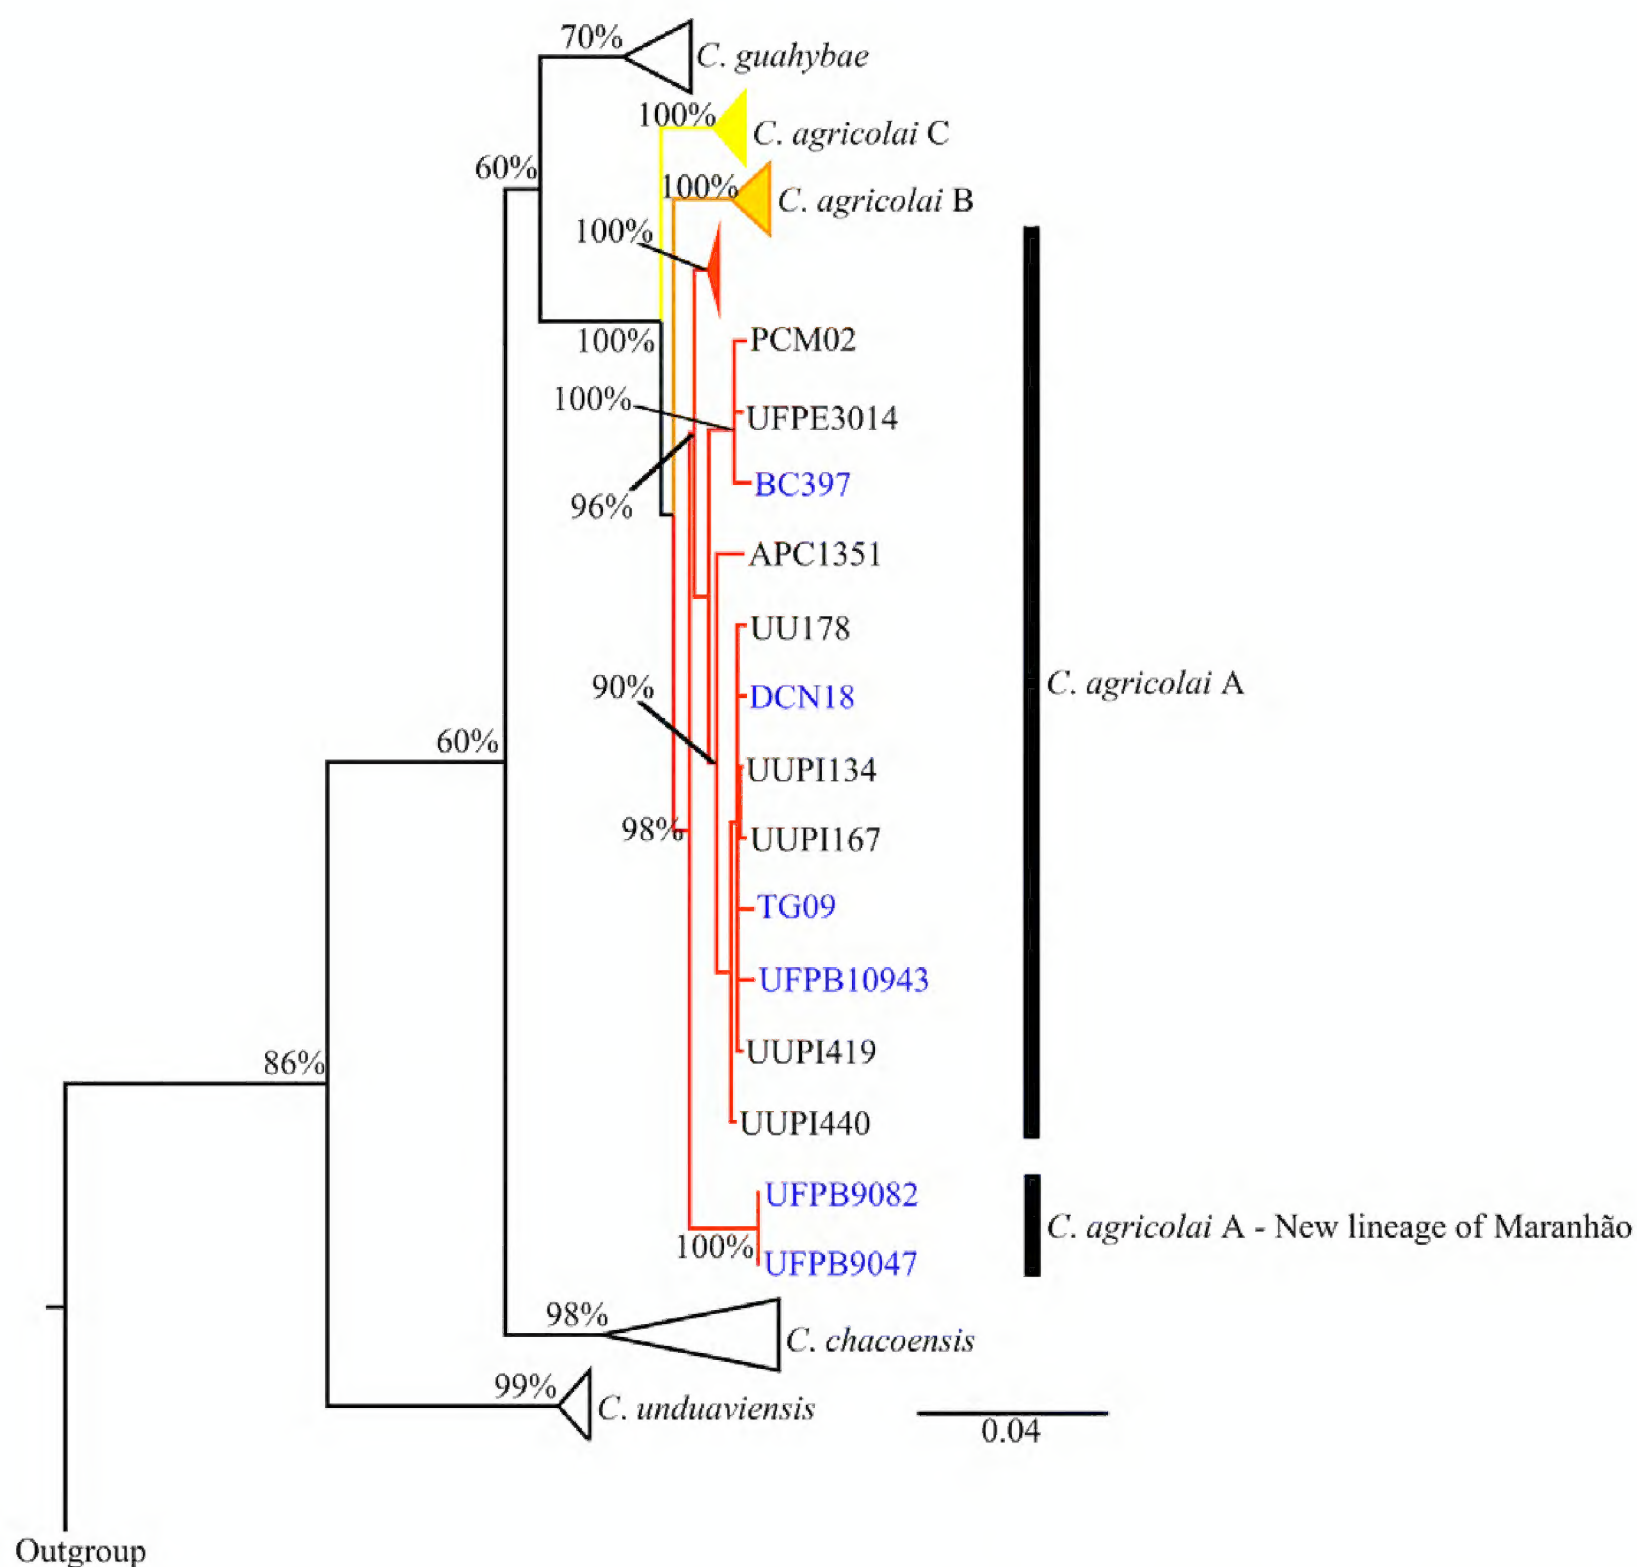 70%
C. guahybae
100%
C. agricolai C
60%
100%
C. agricolai B
100%
100%
PCM02
100%
UFPE3014
BC397
96%
APC1351
UU178
90%
DCN18
C. agricolai A
60%
UUPI134
98%
UUPI167
TG09
UFPB10943
86%
UUPI419
UUPI440
UFPB9082
C. agricolai A - New lineage of Maranhão
100%
UFPB9047
98%
C. chacoensis
99%
C. unduaviensis
0.04
Outgroup